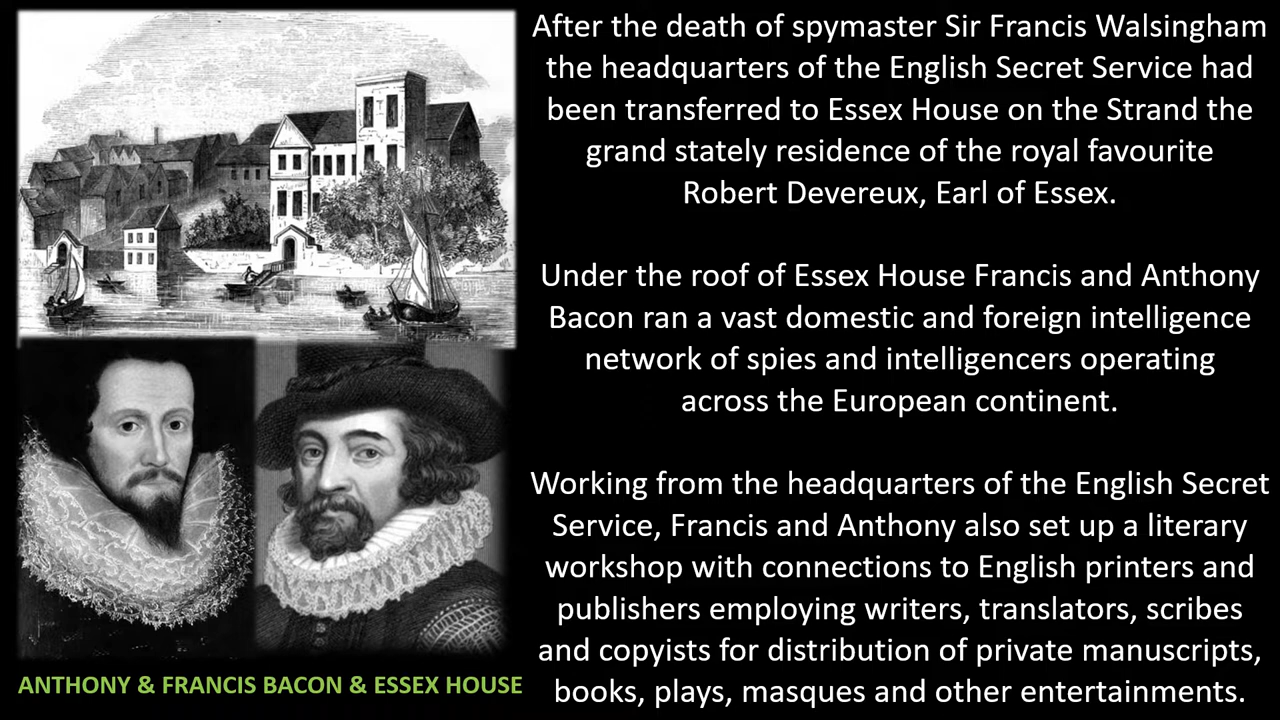 After the death of spymaster Sir Francis Walsingham
the headquarters of the English Secret Service had
been transferred to Essex House on the Strand the
grand stately residence of the royal favourite
Robert Devereux, Earl of Essex.
Under the roof of Essex House Francis and Anthony
Bacon ran a vast domestic and foreign intelligence
network of spies and intelligencers operating
across the European continent.
Working from the headquarters of the English Secret
Service, Francis and Anthony also set up a literary
workshop with connections to English printers and
publishers employing writers, translators, scribes
and copyists for distribution of private manuscripts,
books, plays, masques and other entertainments.
ANTHONY & FRANCIS BACON & ESSEX HOUSE